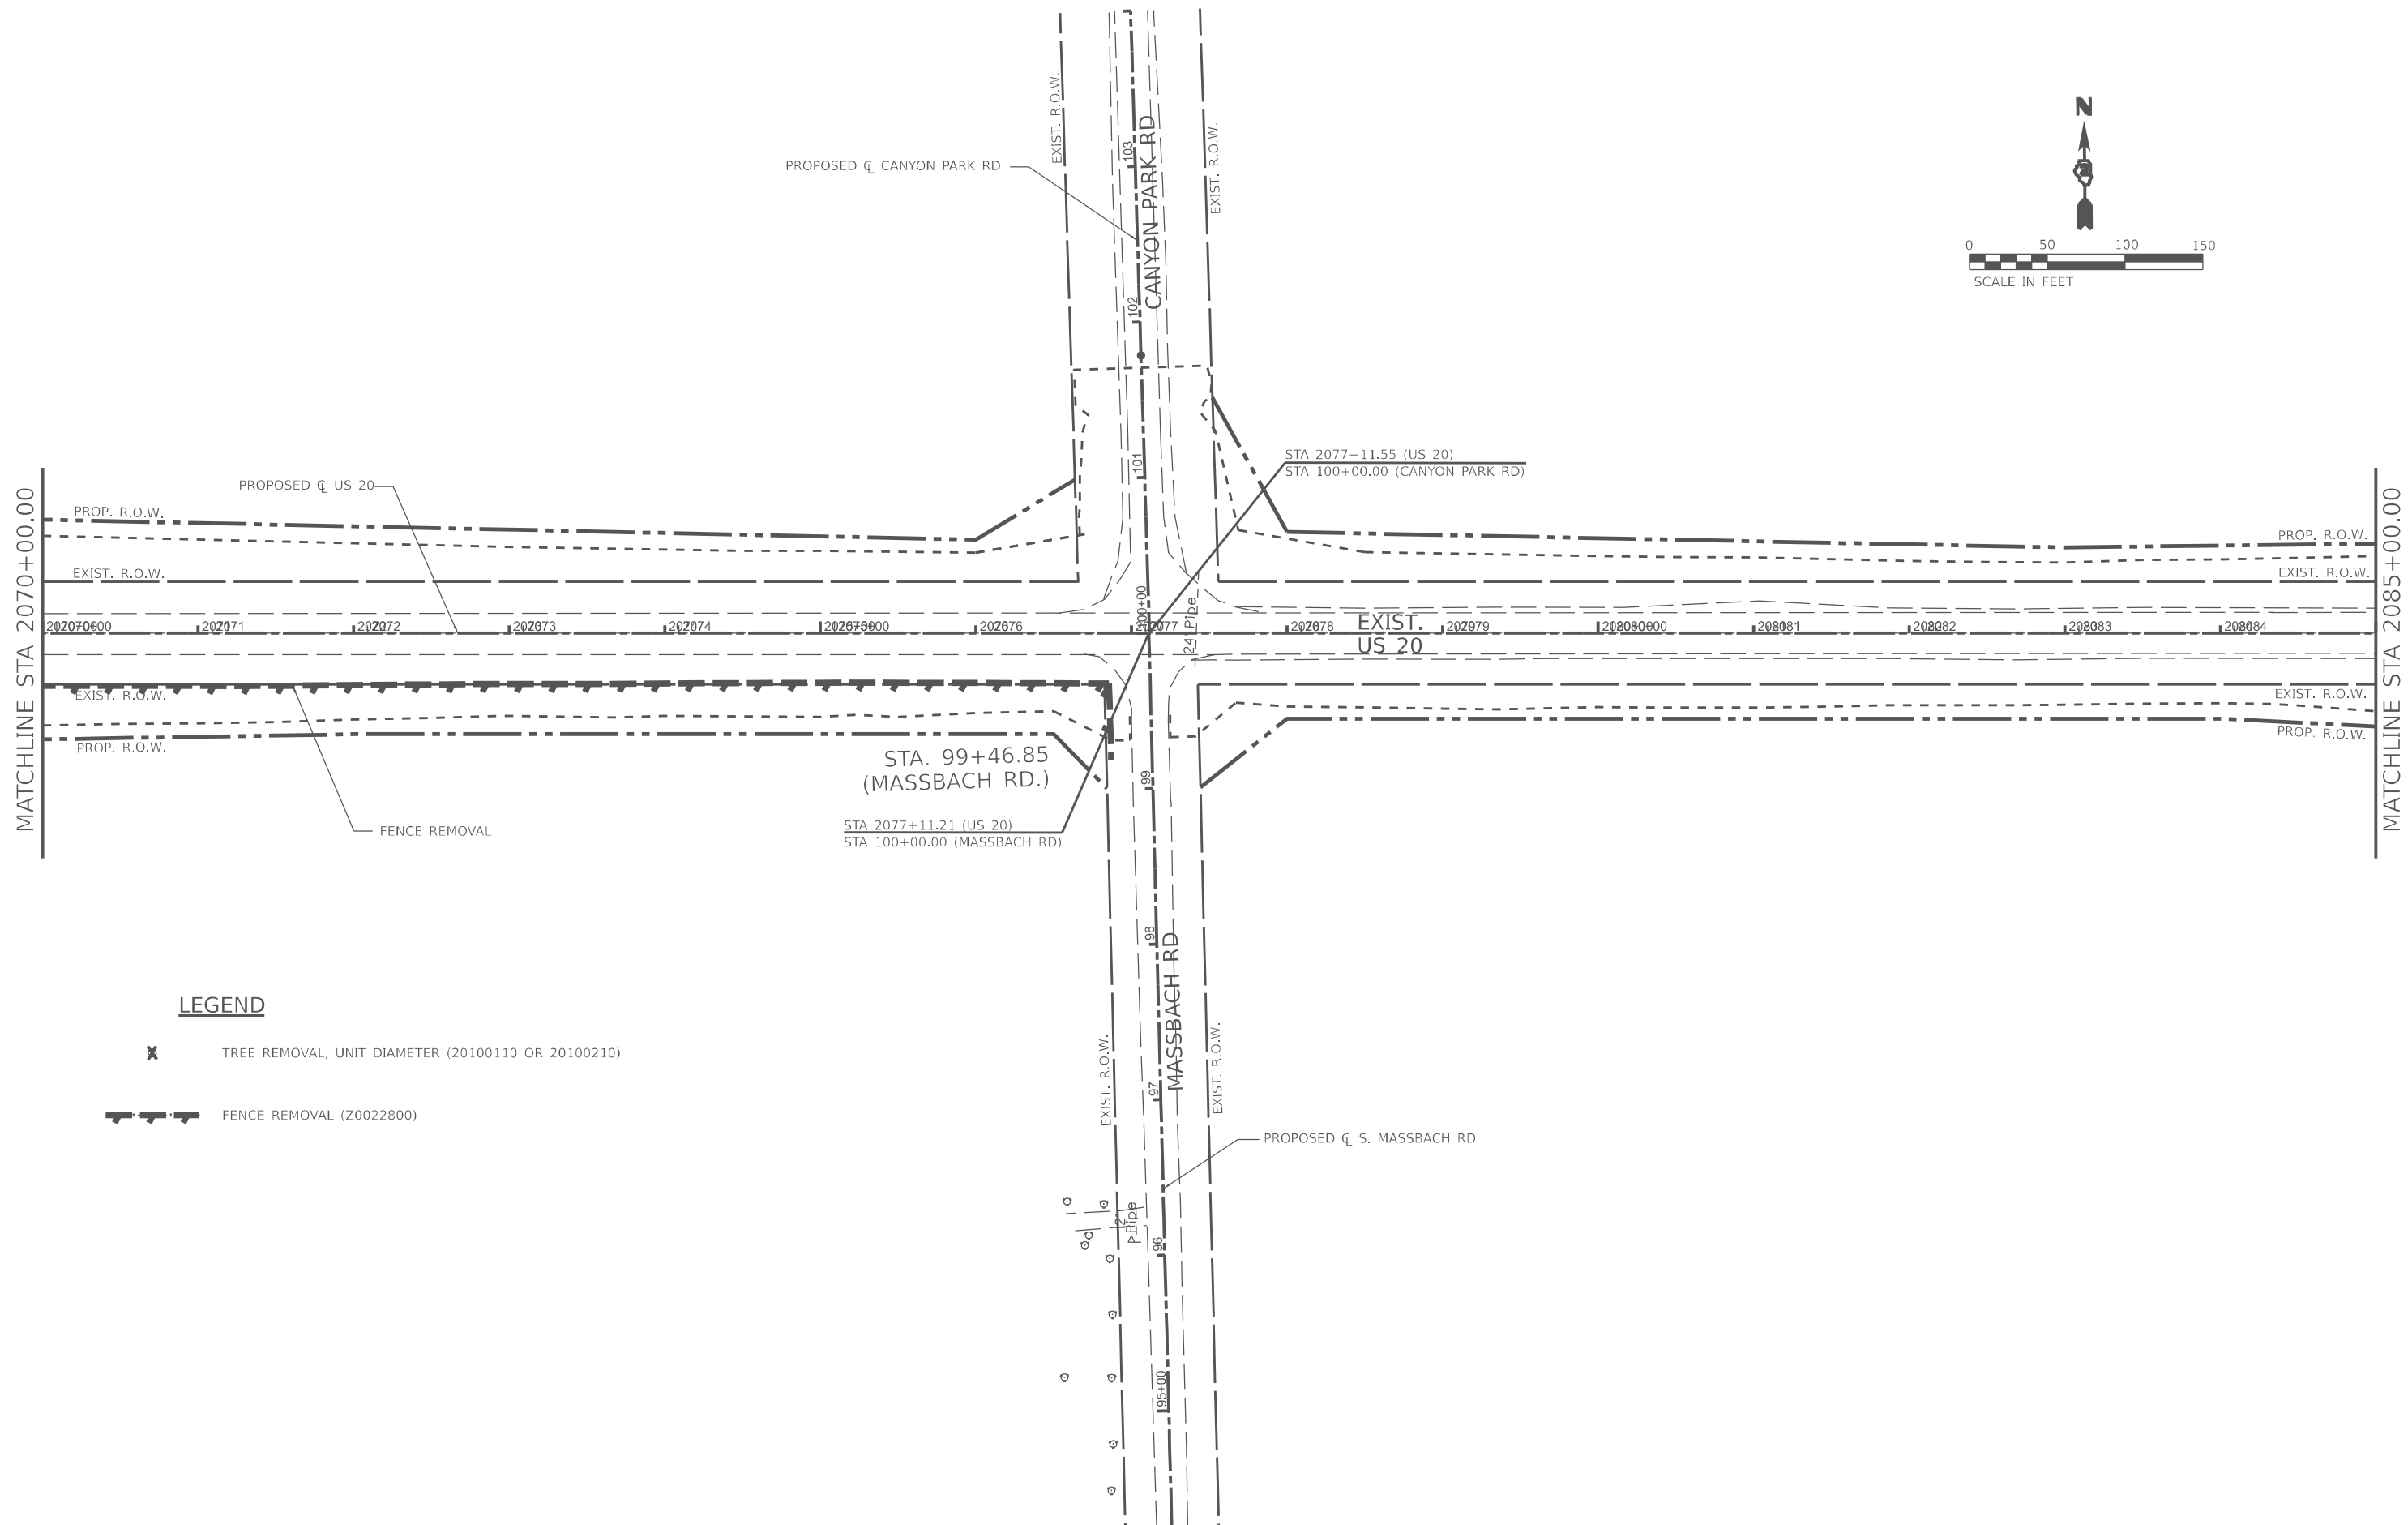 EXIST. R.O.W.
EXIST. R.O.W.
103
CANYON PARK RD
PROPOSED ℄ CANYON PARK RD
102
101
N
0 50 100 150
SCALE IN FEET
STA 2077+11.55 (US 20)
STA 100+00.00 (CANYON PARK RD)
PROPOSED ℄ US 20
MATCHLINE STA 2070+00.00
MATCHLINE STA 2085+00.00
PROP. R.O.W.
PROP. R.O.W.
EXIST. R.O.W.
EXIST. R.O.W.
24" Pipe
EXIST.
US 20
EXIST. R.O.W.
EXIST. R.O.W.
PROP. R.O.W.
PROP. R.O.W.
STA. 99+46.85
(MASSBACH RD.)
99
STA 2077+11.21 (US 20)
STA 100+00.00 (MASSBACH RD)
FENCE REMOVAL
98
MASSBACH RD
97
LEGEND
TREE REMOVAL, UNIT DIAMETER (20100110 OR 20100210)
FENCE REMOVAL (Z0022800)
EXIST. R.O.W.
EXIST. R.O.W.
PROPOSED ℄ S. MASSBACH RD
Pipe
96
95+00